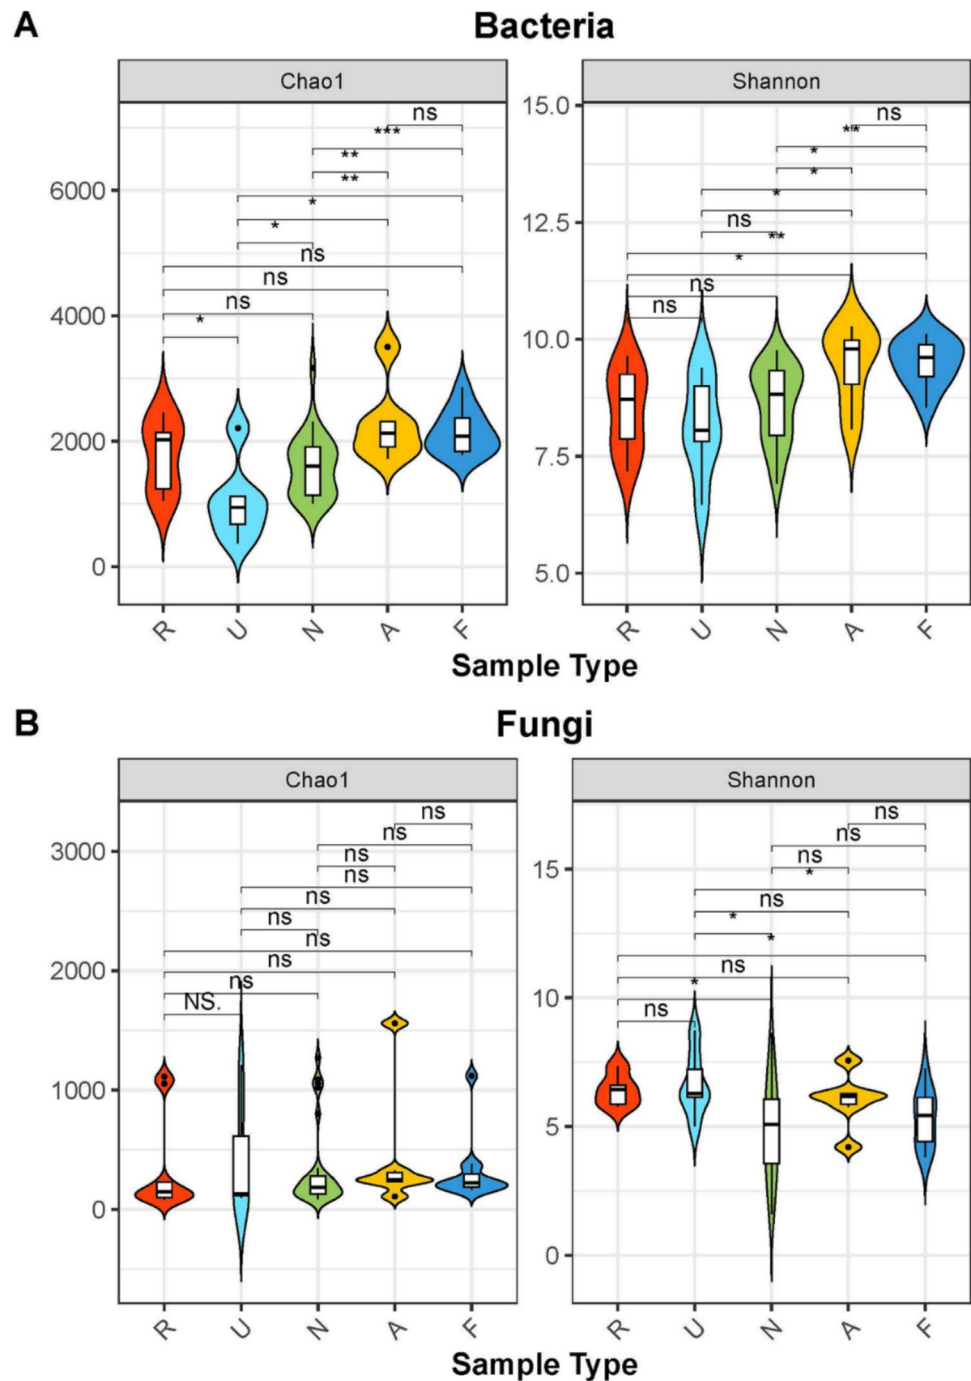 A
Bacteria
Chao1
Shannon
ns
***
**
**
*
*
ns
ns
ns
*
6000
4000
2000
0
R
U
N
A
F
ns
**
*
*
*
ns
**
*
ns
ns
15.0
12.5
10.0
7.5
5.0
R
U
N
A
F
Sample Type
B
Fungi
Chao1
Shannon
ns
ns
ns
ns
ns
ns
ns
ns
ns
NS.
3000
2000
1000
0
R
U
N
A
F
ns
ns
ns
*
ns
*
*
ns
*
ns
15
10
5
0
R
U
N
A
F
Sample Type